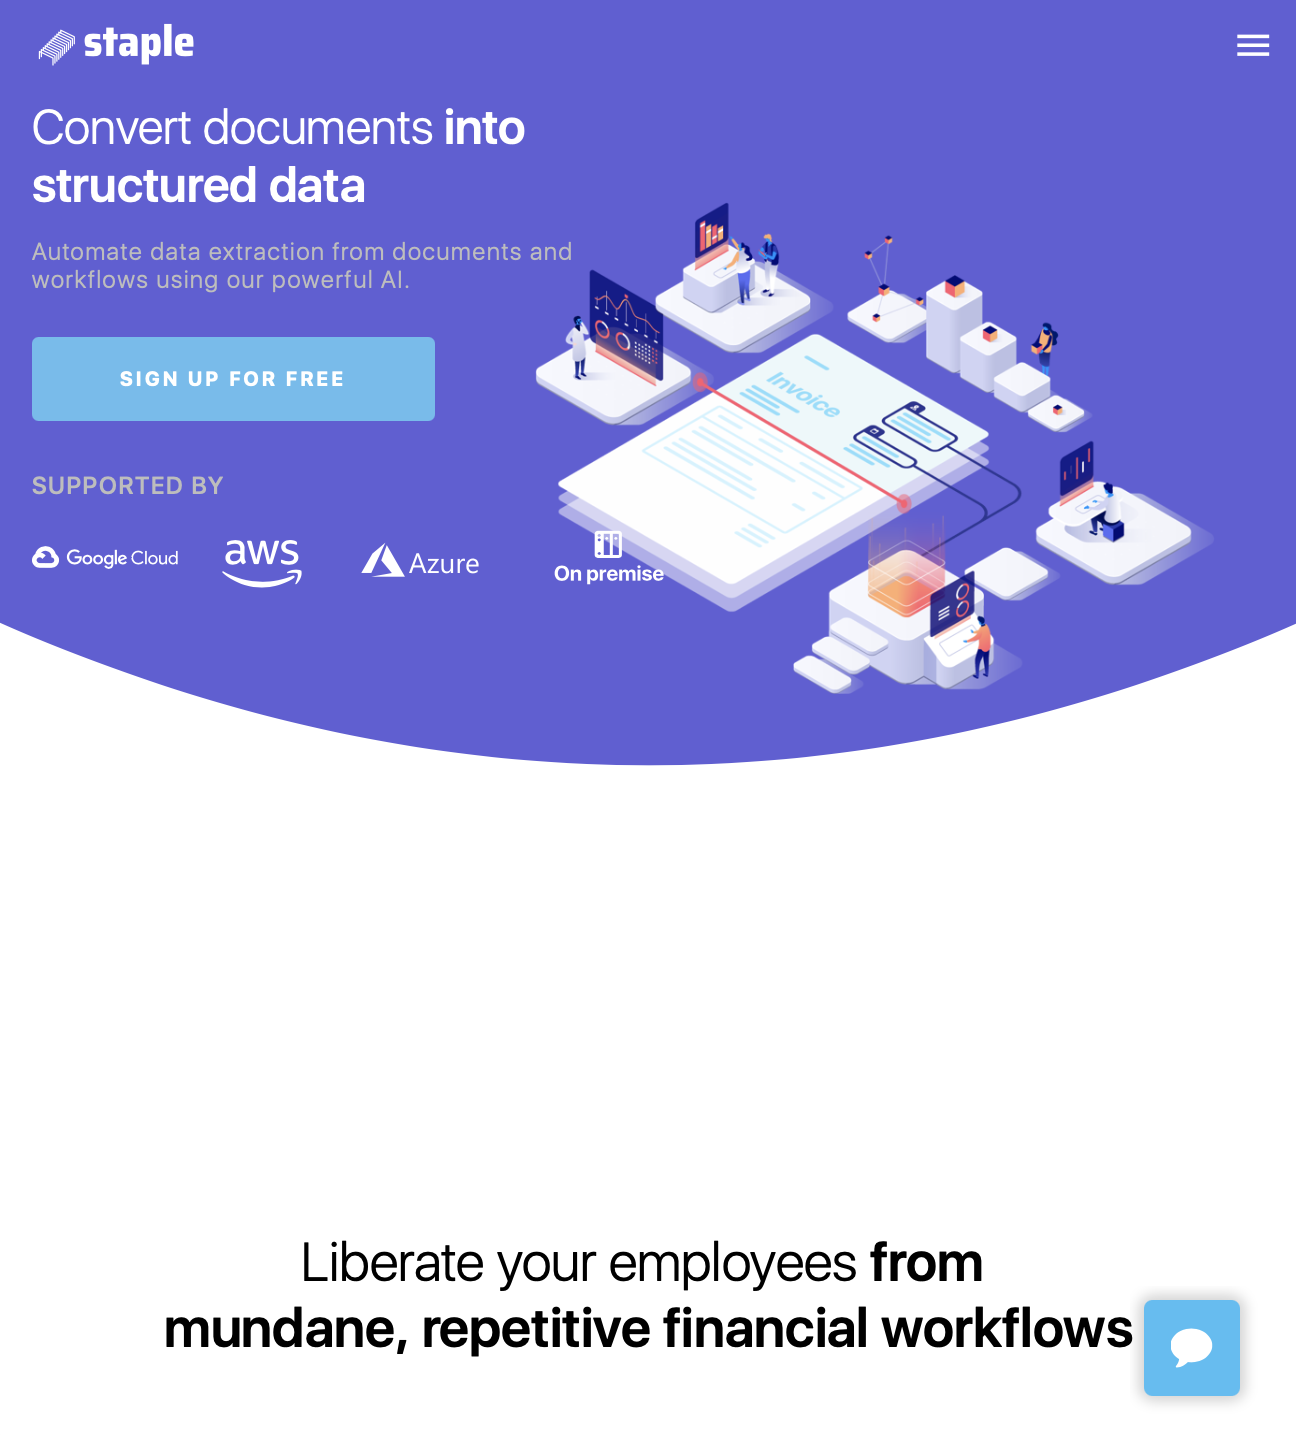 staple
Convert documents into
structured data
Automate data extraction from documents and
workflows using our powerful AI.
SIGN UP FOR FREE
Invoice
SUPPORTED BY
Google Cloud
aws
Azure
On premise
Liberate your employees from
mundane, repetitive financial workflows